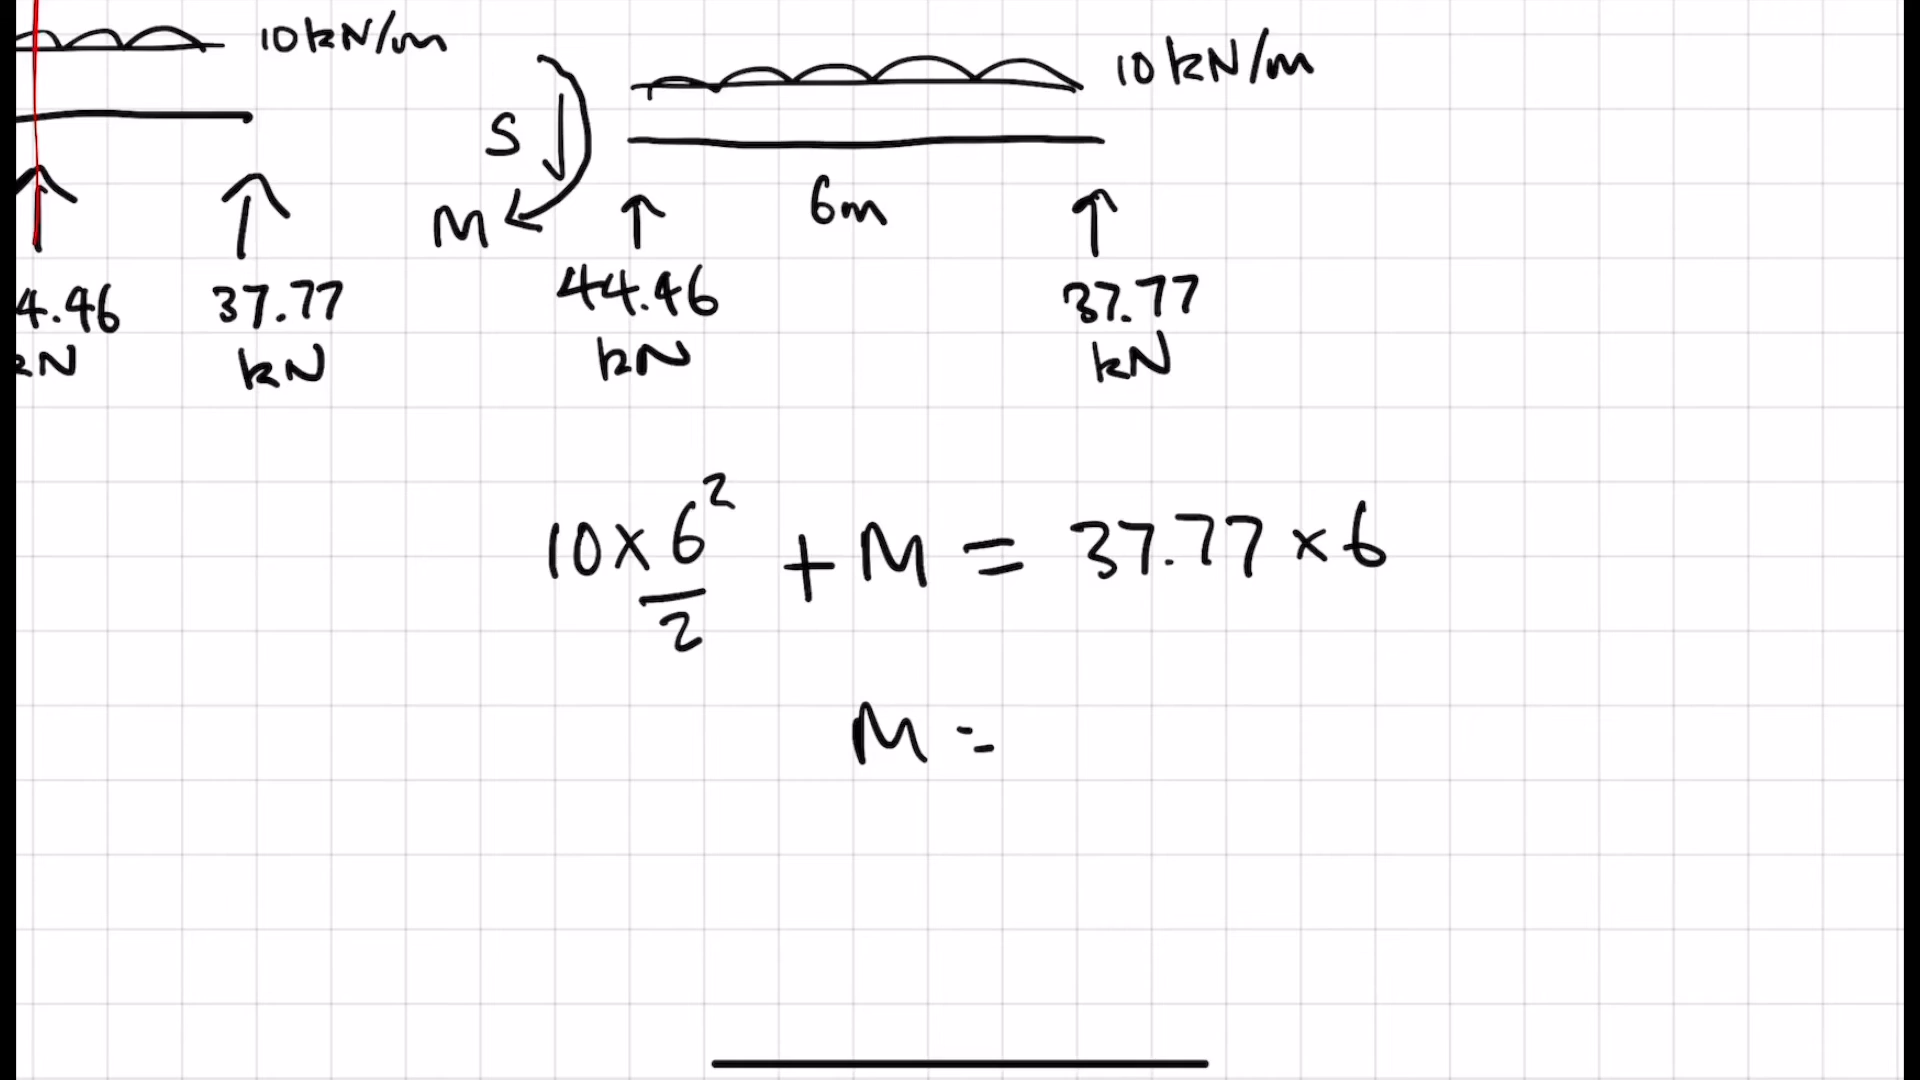 10kN/m
10kN/m
S
M
6m
4.46
kN
37.77
kN
44.46
kN
37.77
kN
10 × 6²/2 + M = 37.77 × 6
M =